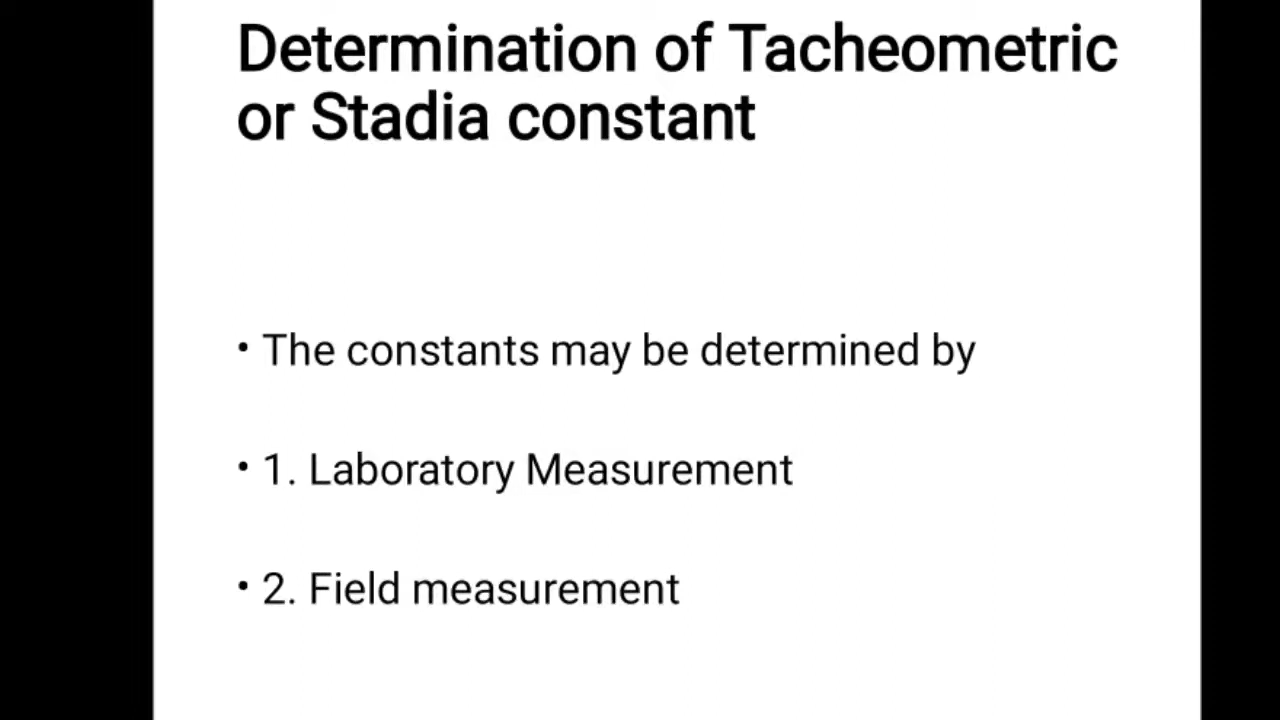 Determination of Tacheometric
or Stadia constant
• The constants may be determined by
• 1. Laboratory Measurement
• 2. Field measurement